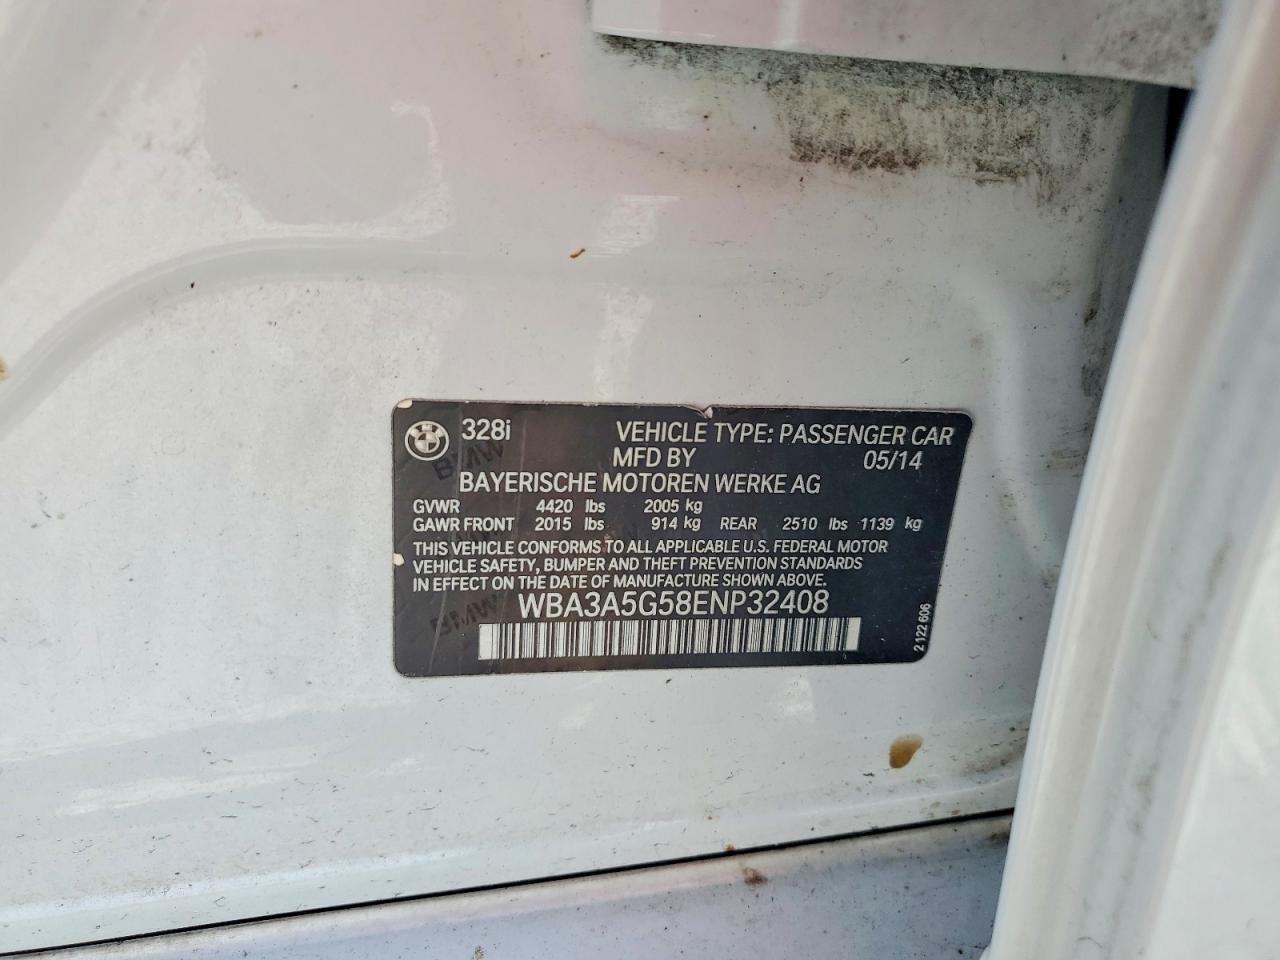 328i VEHICLE TYPE: PASSENGER CAR
MFD BY 05/14
BAYERISCHE MOTOREN WERKE AG
GVWR 4420 lbs 2005 kg
GAWR FRONT 2015 lbs 914 kg REAR 2510 lbs 1139 kg
THIS VEHICLE CONFORMS TO ALL APPLICABLE U.S. FEDERAL MOTOR
VEHICLE SAFETY, BUMPER AND THEFT PREVENTION STANDARDS
IN EFFECT ON THE DATE OF MANUFACTURE SHOWN ABOVE.
WBA3A5G58ENP32408
2 122 606
BMW
BMW